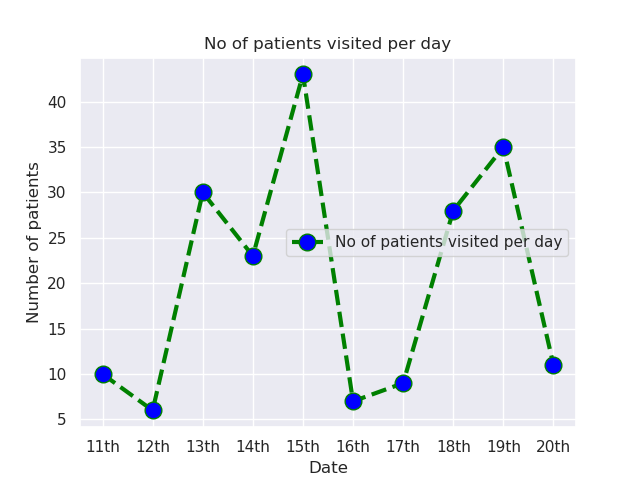 No of patients visited per day
Number of patients
40
35
30
25
20
15
10
5
No of patients visited per day
11th 12th 13th 14th 15th 16th 17th 18th 19th 20th
Date